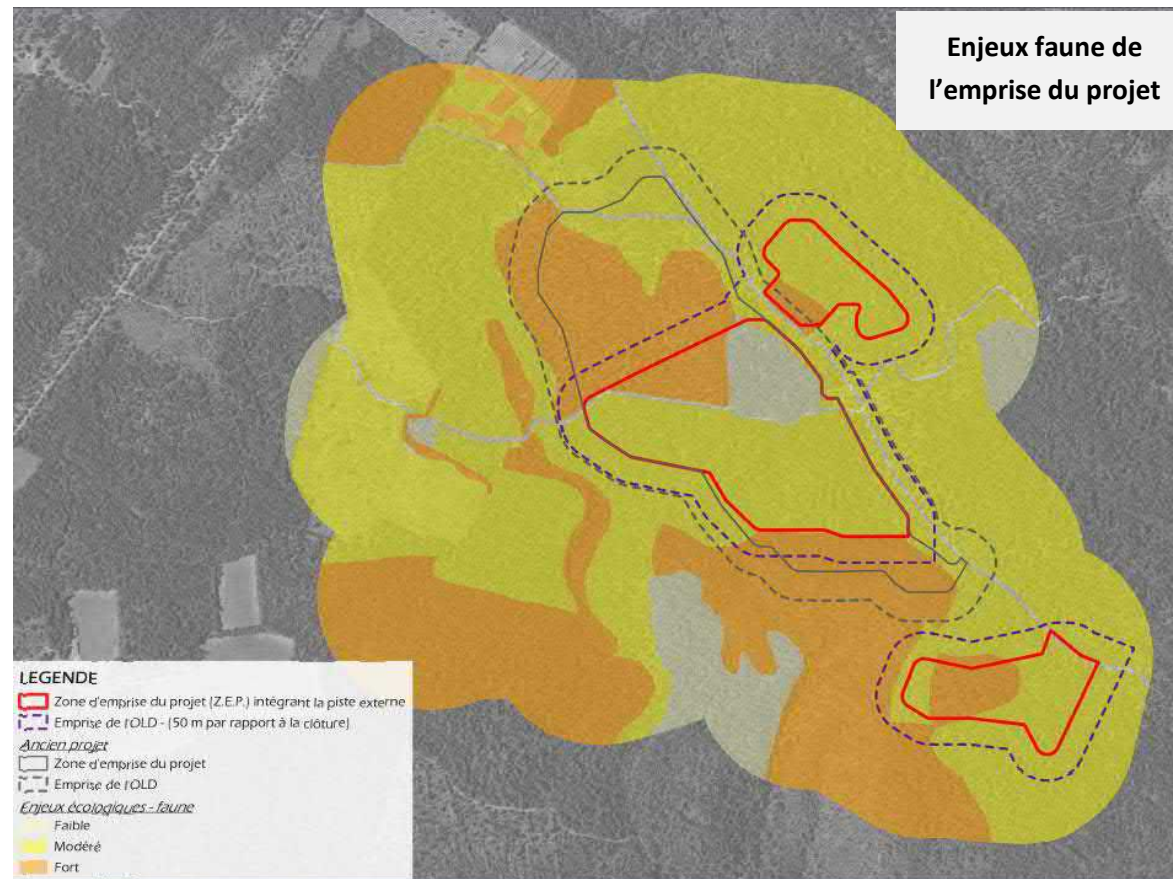 Enjeux faune de
l’emprise du projet
LEGENDE
Zone d'emprise du projet (Z.E.P.) intégrant la piste externe
Emprise de l'OLD - (50 m par rapport à la clôture)
Ancien projet
Zone d'emprise du projet
Emprise de l'OLD
Enjeux écologiques - faune
Faible
Modéré
Fort